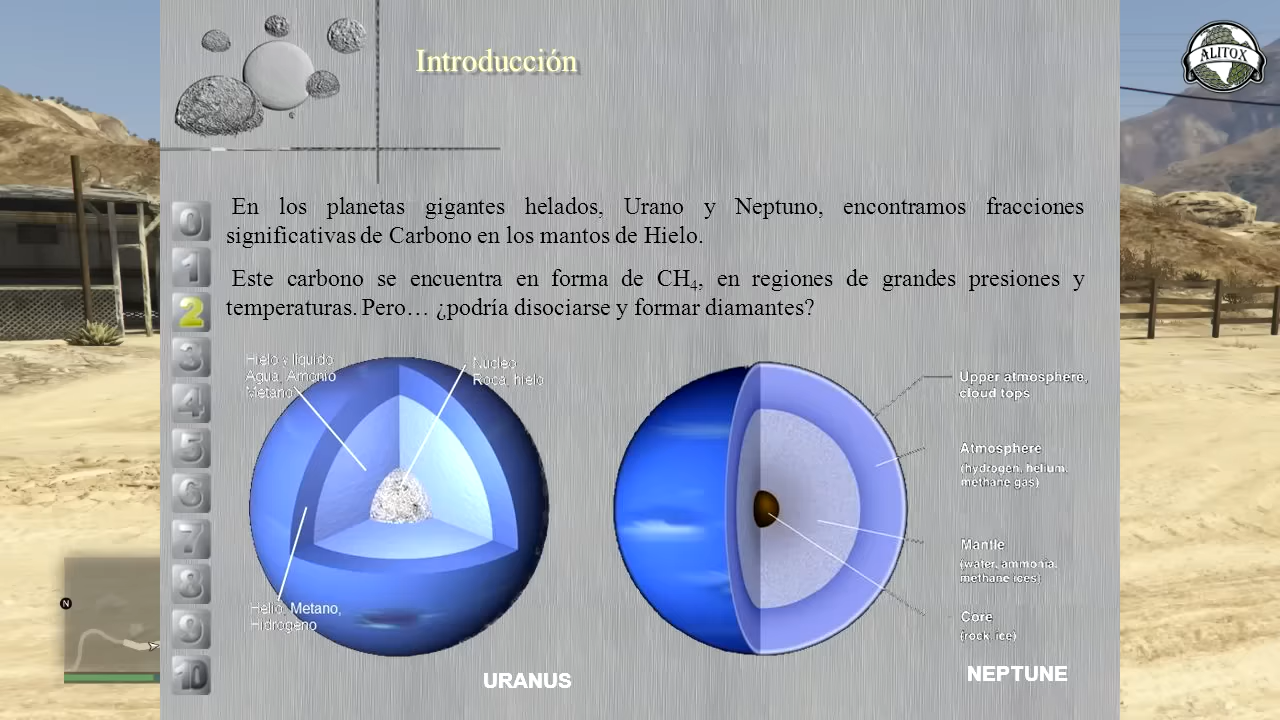 ALITOX
Introducción
En los planetas gigantes helados, Urano y Neptuno, encontramos fracciones
significativas de Carbono en los mantos de Hielo.
Este carbono se encuentra en forma de CH₄, en regiones de grandes presiones y
temperaturas. Pero… ¿podría disociarse y formar diamantes?
0
1
2
3
4
5
6
7
8
9
10
Hielo y líquido
Agua, Amonio
Metano
Núcleo
Roca, hielo
Helio, Metano,
Hidrogeno
URANUS
Upper atmosphere,
cloud tops
Atmosphere
(hydrogen, helium,
methane gas)
Mantle
(water, ammonia,
methane ices)
Core
(rock, ice)
NEPTUNE
N